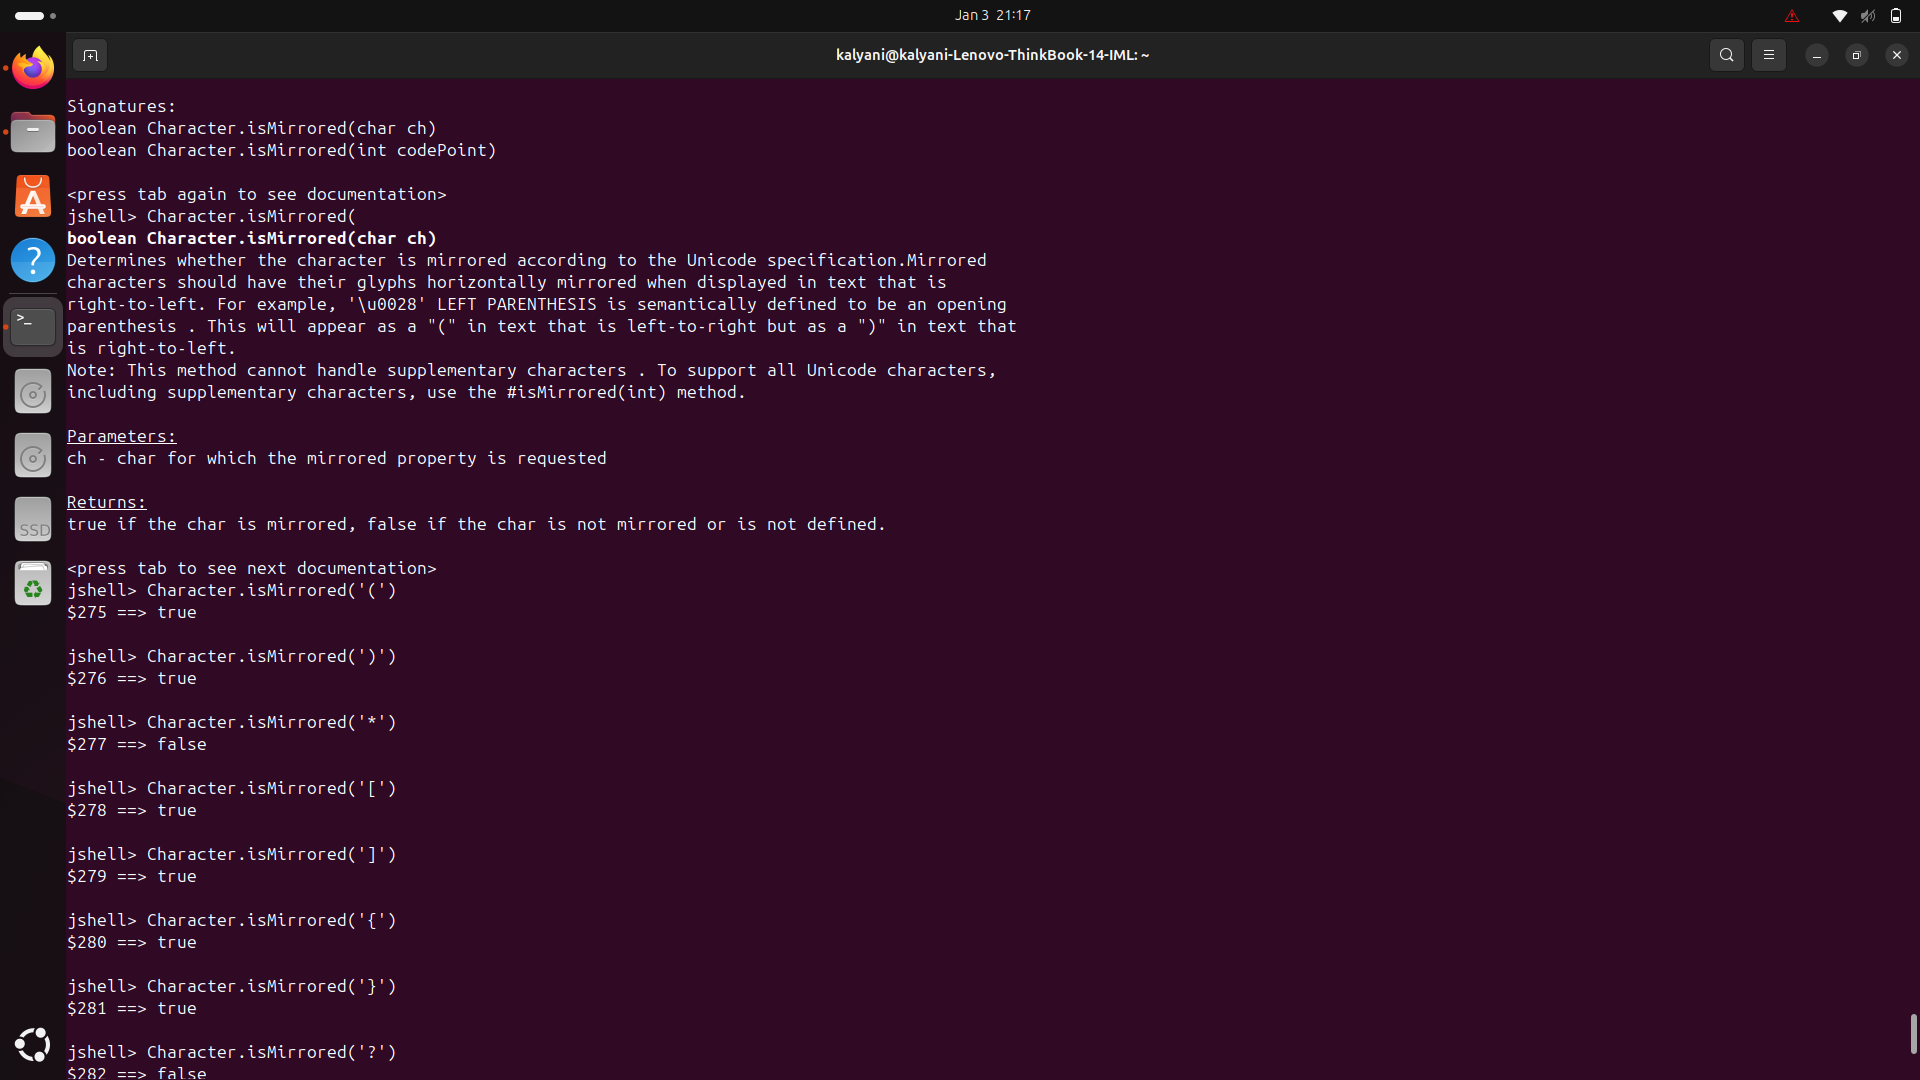 Jan 3 21:17
kalyani@kalyani-Lenovo-ThinkBook-14-IML: ~
Signatures:
boolean Character.isMirrored(char ch)
boolean Character.isMirrored(int codePoint)
<press tab again to see documentation>
jshell> Character.isMirrored(
boolean Character.isMirrored(char ch)
Determines whether the character is mirrored according to the Unicode specification.Mirrored
characters should have their glyphs horizontally mirrored when displayed in text that is
right-to-left. For example, '\u0028' LEFT PARENTHESIS is semantically defined to be an opening
parenthesis . This will appear as a "(" in text that is left-to-right but as a ")" in text that
is right-to-left.
Note: This method cannot handle supplementary characters . To support all Unicode characters,
including supplementary characters, use the #isMirrored(int) method.
Parameters:
ch - char for which the mirrored property is requested
Returns:
true if the char is mirrored, false if the char is not mirrored or is not defined.
<press tab to see next documentation>
jshell> Character.isMirrored('(')
$275 ==> true
jshell> Character.isMirrored(')')
$276 ==> true
jshell> Character.isMirrored('*')
$277 ==> false
jshell> Character.isMirrored('[')
$278 ==> true
jshell> Character.isMirrored(']')
$279 ==> true
jshell> Character.isMirrored('{')
$280 ==> true
jshell> Character.isMirrored('}')
$281 ==> true
jshell> Character.isMirrored('?')
$282 ==> false
SSD